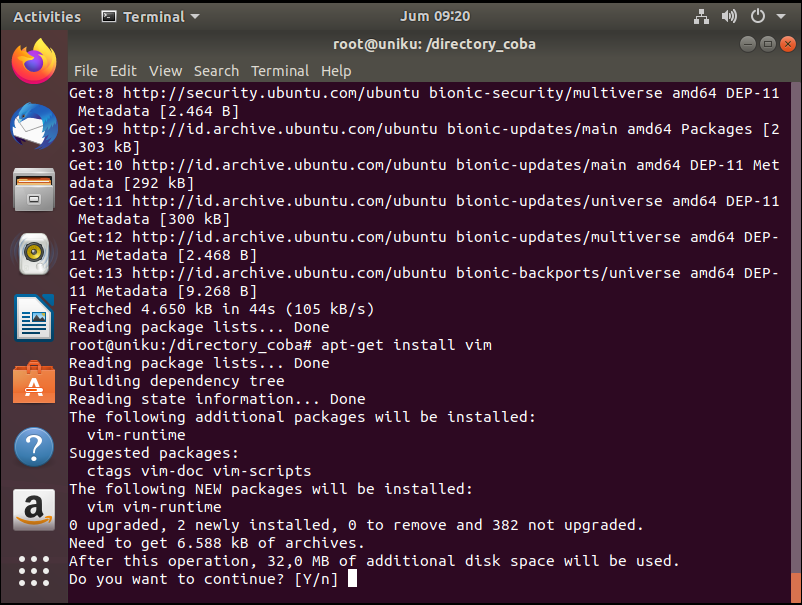 Activities Terminal Jum 09:20
root@uniku: /directory_coba
File Edit View Search Terminal Help
Get:8 http://security.ubuntu.com/ubuntu bionic-security/multiverse amd64 DEP-11
 Metadata [2.464 B]
Get:9 http://id.archive.ubuntu.com/ubuntu bionic-updates/main amd64 Packages [2
.303 kB]
Get:10 http://id.archive.ubuntu.com/ubuntu bionic-updates/main amd64 DEP-11 Met
adata [292 kB]
Get:11 http://id.archive.ubuntu.com/ubuntu bionic-updates/universe amd64 DEP-11
 Metadata [300 kB]
Get:12 http://id.archive.ubuntu.com/ubuntu bionic-updates/multiverse amd64 DEP-
11 Metadata [2.468 B]
Get:13 http://id.archive.ubuntu.com/ubuntu bionic-backports/universe amd64 DEP-
11 Metadata [9.268 B]
Fetched 4.650 kB in 44s (105 kB/s)
Reading package lists... Done
root@uniku:/directory_coba# apt-get install vim
Reading package lists... Done
Building dependency tree
Reading state information... Done
The following additional packages will be installed:
  vim-runtime
Suggested packages:
  ctags vim-doc vim-scripts
The following NEW packages will be installed:
  vim vim-runtime
0 upgraded, 2 newly installed, 0 to remove and 382 not upgraded.
Need to get 6.588 kB of archives.
After this operation, 32,0 MB of additional disk space will be used.
Do you want to continue? [Y/n]